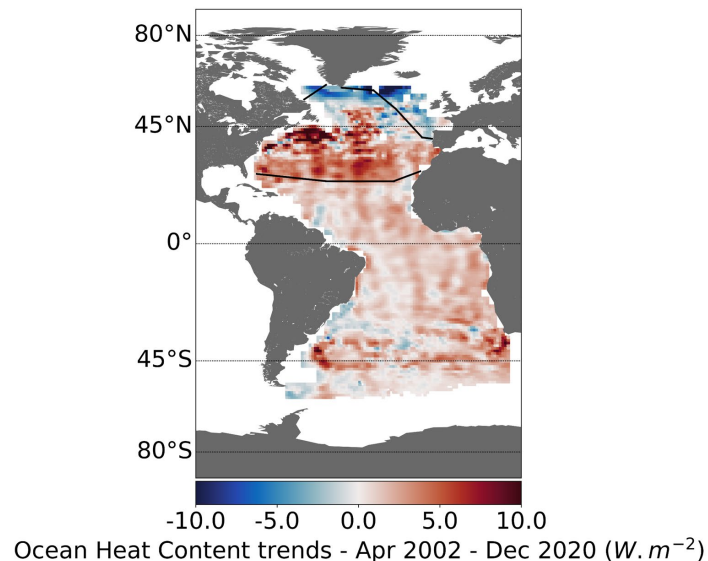 80°N
45°N
0°
45°S
80°S
-10.0 -5.0 0.0 5.0 10.0
Ocean Heat Content trends - Apr 2002 - Dec 2020 (W.m⁻²)